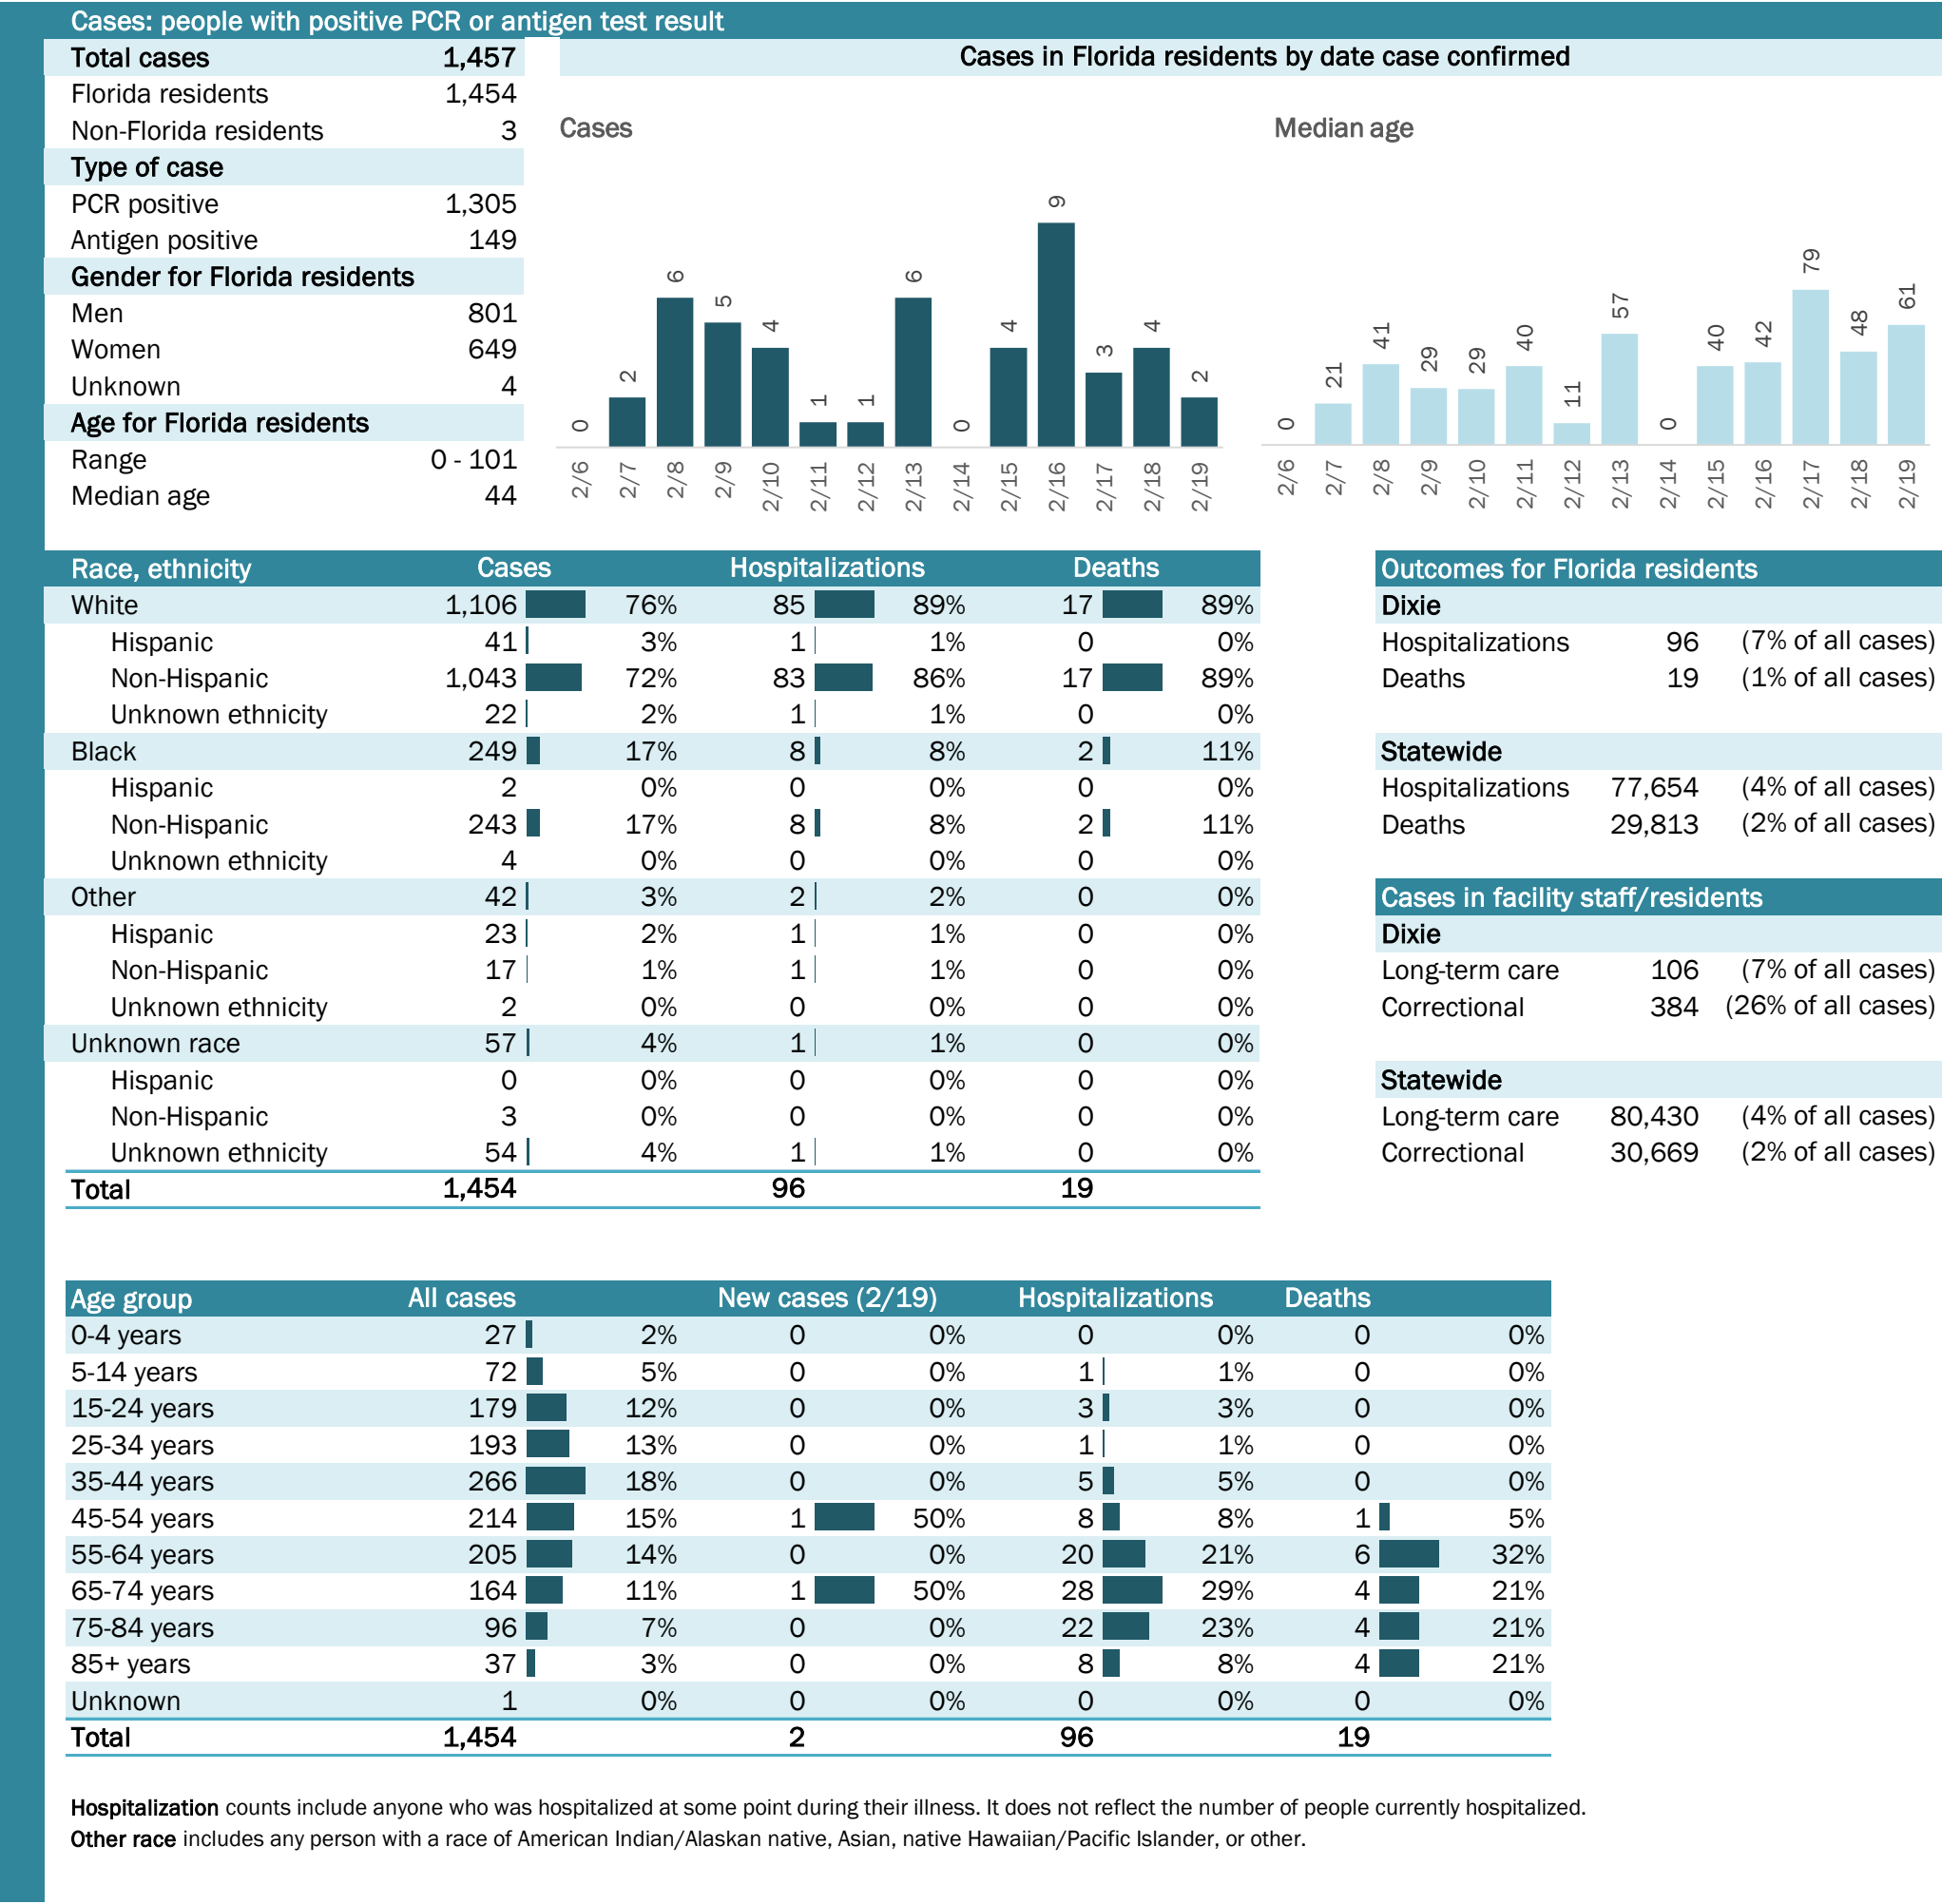 Cases: people with positive PCR or antigen test result
Total cases 1,457
Florida residents 1,454
Non-Florida residents 3
Type of case
PCR positive 1,305
Antigen positive 149
Gender for Florida residents
Men 801
Women 649
Unknown 4
Age for Florida residents
Range 0 - 101
Median age 44
Cases in Florida residents by date case confirmed
Cases
0 2 6 5 4 1 1 6 0 4 9 3 4 2
2/6 2/7 2/8 2/9 2/10 2/11 2/12 2/13 2/14 2/15 2/16 2/17 2/18 2/19
Median age
0 21 41 29 29 40 11 57 0 40 42 79 48 61
2/6 2/7 2/8 2/9 2/10 2/11 2/12 2/13 2/14 2/15 2/16 2/17 2/18 2/19
Race, ethnicity Cases Hospitalizations Deaths
White 1,106 76% 85 89% 17 89%
Hispanic 41 3% 1 1% 0 0%
Non-Hispanic 1,043 72% 83 86% 17 89%
Unknown ethnicity 22 2% 1 1% 0 0%
Black 249 17% 8 8% 2 11%
Hispanic 2 0% 0 0% 0 0%
Non-Hispanic 243 17% 8 8% 2 11%
Unknown ethnicity 4 0% 0 0% 0 0%
Other 42 3% 2 2% 0 0%
Hispanic 23 2% 1 1% 0 0%
Non-Hispanic 17 1% 1 1% 0 0%
Unknown ethnicity 2 0% 0 0% 0 0%
Unknown race 57 4% 1 1% 0 0%
Hispanic 0 0% 0 0% 0 0%
Non-Hispanic 3 0% 0 0% 0 0%
Unknown ethnicity 54 4% 1 1% 0 0%
Total 1,454 96 19
Outcomes for Florida residents
Dixie
Hospitalizations 96 (7% of all cases)
Deaths 19 (1% of all cases)
Statewide
Hospitalizations 77,654 (4% of all cases)
Deaths 29,813 (2% of all cases)
Cases in facility staff/residents
Dixie
Long-term care 106 (7% of all cases)
Correctional 384 (26% of all cases)
Statewide
Long-term care 80,430 (4% of all cases)
Correctional 30,669 (2% of all cases)
Age group All cases New cases (2/19) Hospitalizations Deaths
0-4 years 27 2% 0 0% 0 0% 0 0%
5-14 years 72 5% 0 0% 1 1% 0 0%
15-24 years 179 12% 0 0% 3 3% 0 0%
25-34 years 193 13% 0 0% 1 1% 0 0%
35-44 years 266 18% 0 0% 5 5% 0 0%
45-54 years 214 15% 1 50% 8 8% 1 5%
55-64 years 205 14% 0 0% 20 21% 6 32%
65-74 years 164 11% 1 50% 28 29% 4 21%
75-84 years 96 7% 0 0% 22 23% 4 21%
85+ years 37 3% 0 0% 8 8% 4 21%
Unknown 1 0% 0 0% 0 0% 0 0%
Total 1,454 2 96 19
Hospitalization counts include anyone who was hospitalized at some point during their illness. It does not reflect the number of people currently hospitalized.
Other race includes any person with a race of American Indian/Alaskan native, Asian, native Hawaiian/Pacific Islander, or other.